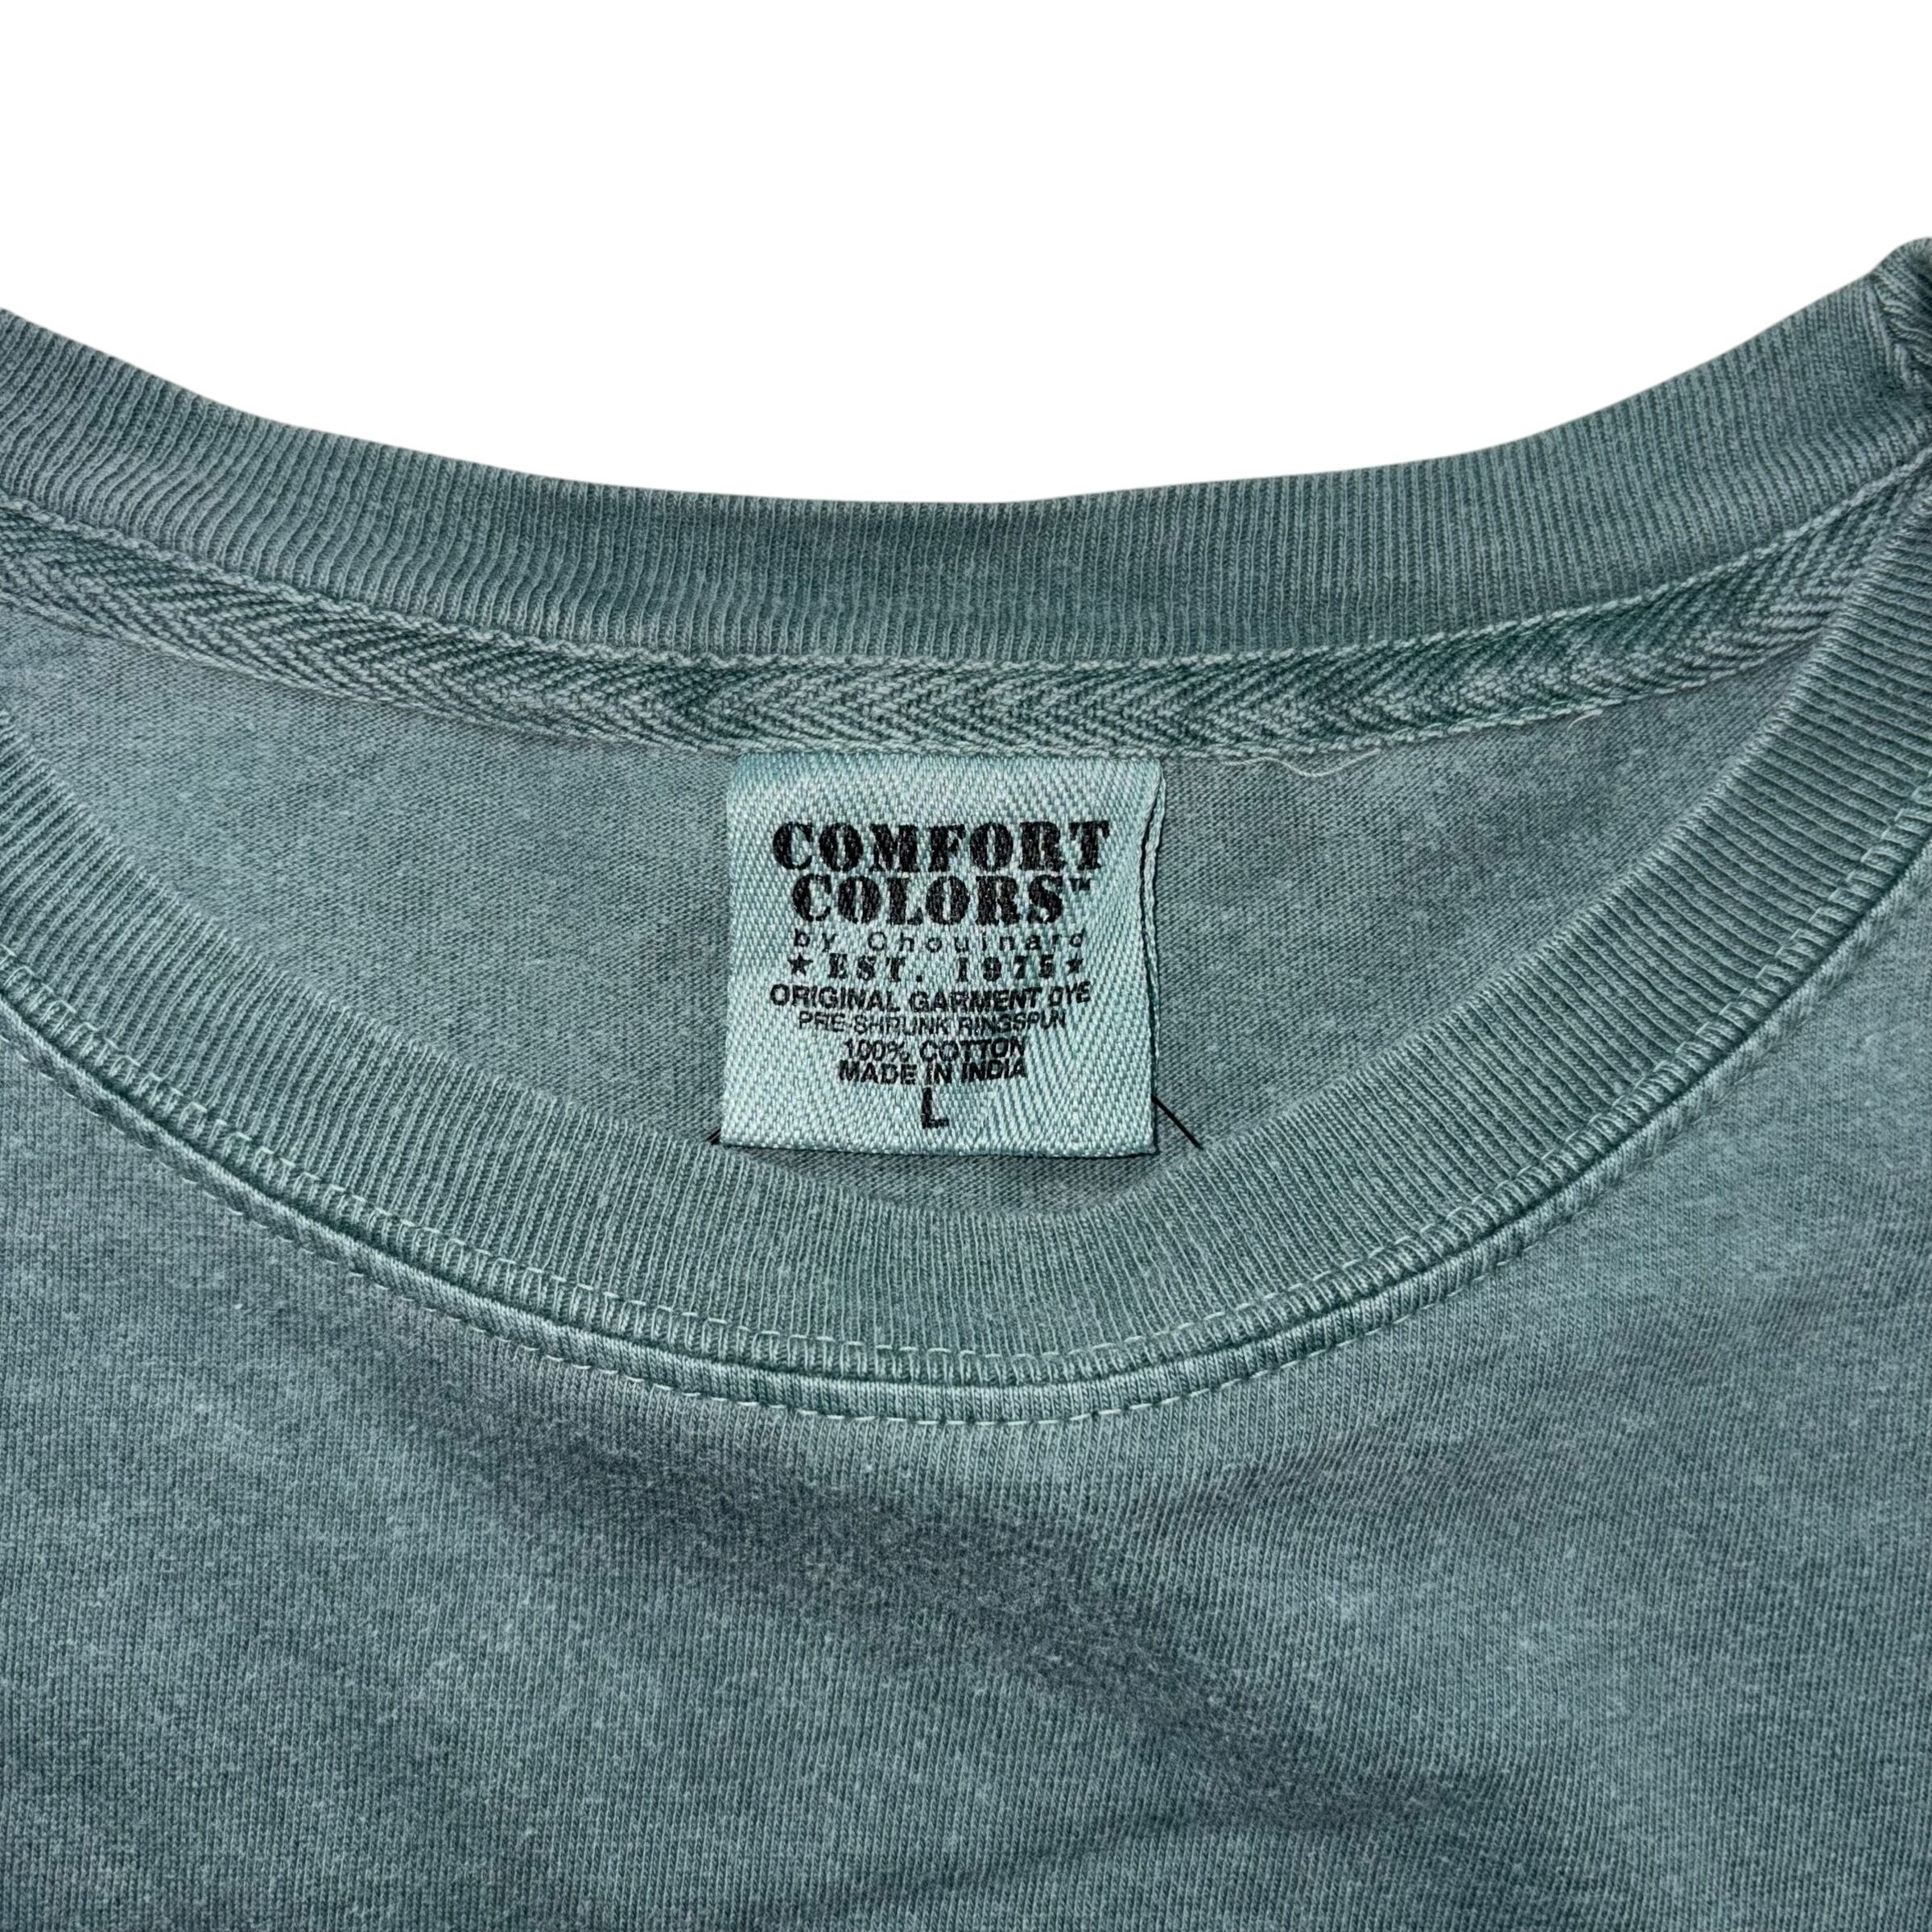 COMFORT
COLORS™
by Chouinard
★ EST. 1975 ★
ORIGINAL GARMENT DYE
PRE-SHRUNK RINGSPUN
100% COTTON
MADE IN INDIA
L